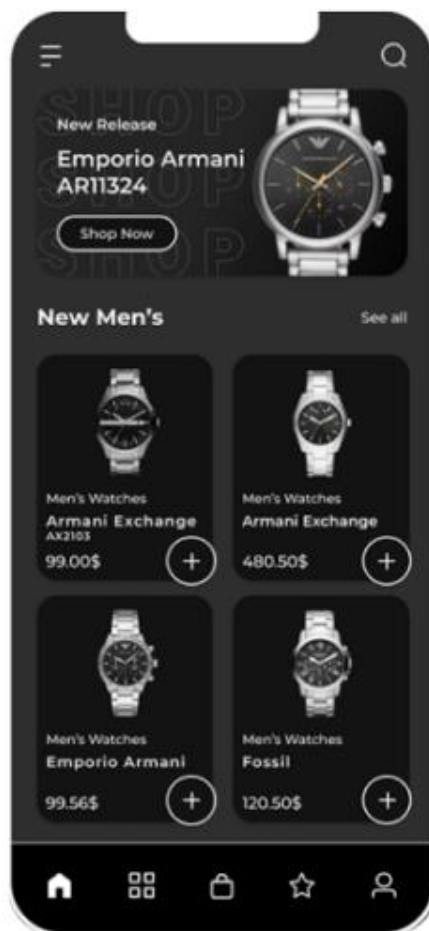 SHOP
New Release
Emporio Armani
AR11324
SHOP
Shop Now
SHOP
New Men's
See all
Men's Watches
Armani Exchange
AX2103
99.00$
Men's Watches
Armani Exchange
480.50$
Men's Watches
Emporio Armani
99.56$
Men's Watches
Fossil
120.50$